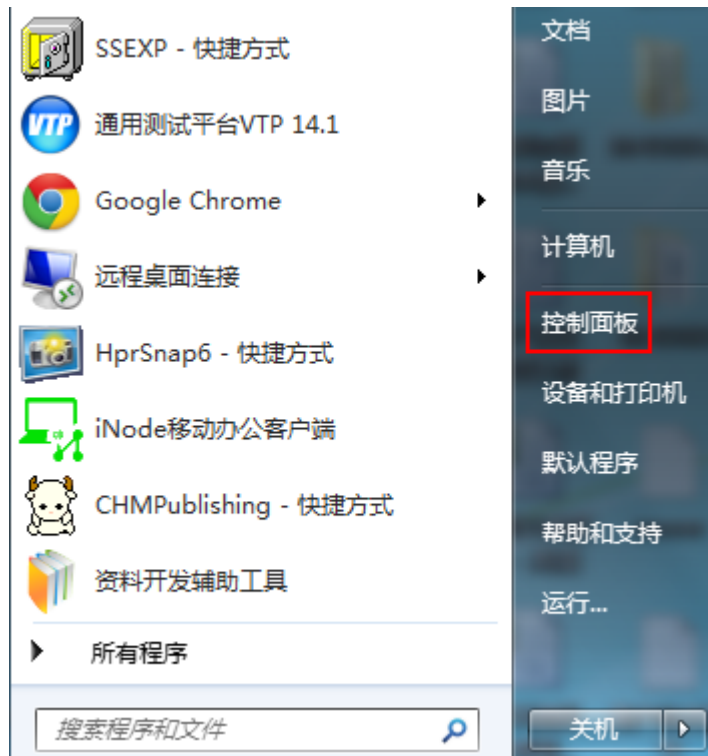 SSEXP - 快捷方式
通用测试平台VTP 14.1
Google Chrome
远程桌面连接
HprSnap6 - 快捷方式
iNode移动办公客户端
CHMPublishing - 快捷方式
资料开发辅助工具
所有程序
搜索程序和文件
文档
图片
音乐
计算机
控制面板
设备和打印机
默认程序
帮助和支持
运行...
关机
VTP